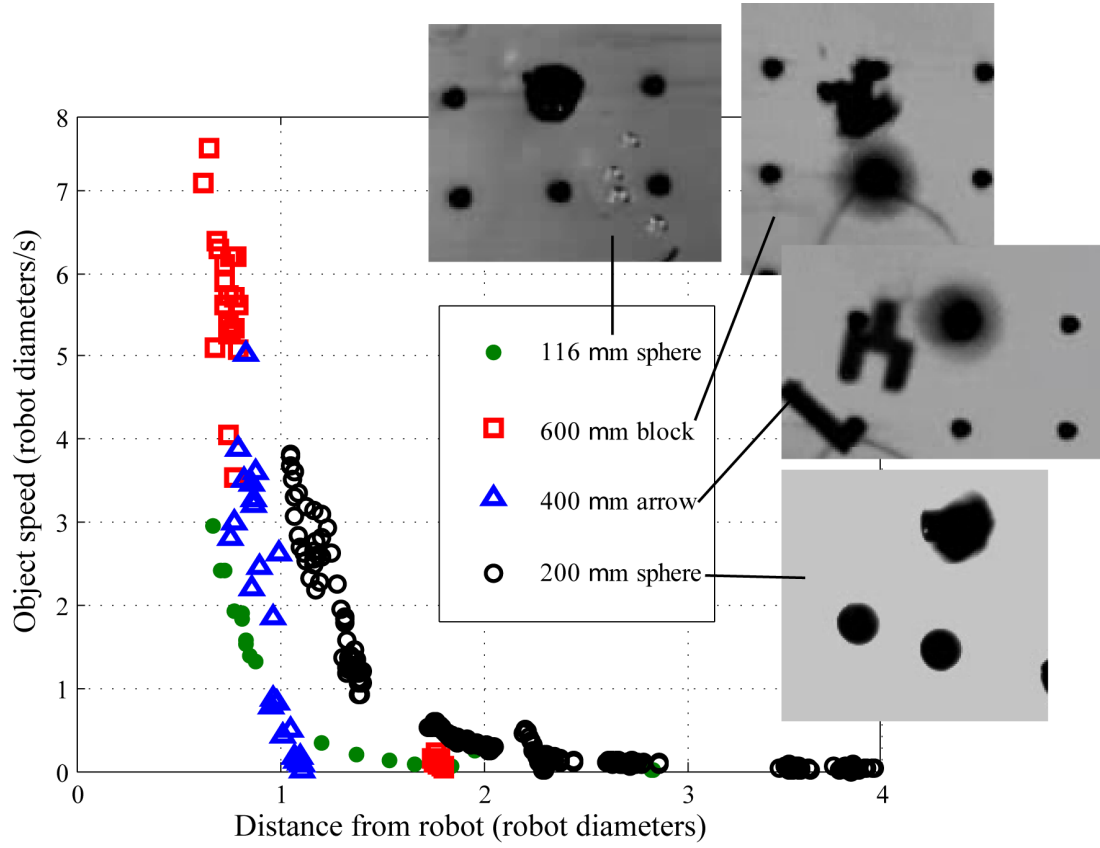 8
7
6
5
4
3
2
1
0
Object speed (robot diameters/s)
116 mm sphere
600 mm block
400 mm arrow
200 mm sphere
0 1 2 3 4
Distance from robot (robot diameters)